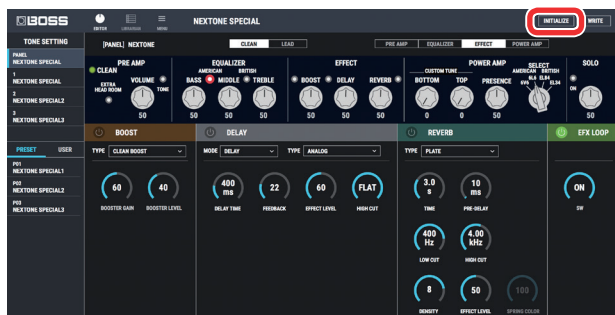 BOSS
EDITOR
LIBRARIAN
MENU
NEXTONE SPECIAL
INITIALIZE
WRITE
TONE SETTING
[PANEL] NEXTONE
CLEAN
LEAD
PRE AMP
EQUALIZER
EFFECT
POWER AMP
PANEL
NEXTONE SPECIAL
1
NEXTONE SPECIAL
2
NEXTONE SPECIAL2
3
NEXTONE SPECIAL3
PRESET
USER
P01
NEXTONE SPECIAL1
P02
NEXTONE SPECIAL2
P03
NEXTONE SPECIAL3
PRE AMP
CLEAN
EXTRA
HEAD ROOM
VOLUME
TONE
50
EQUALIZER
AMERICAN
BRITISH
BASS
MIDDLE
TREBLE
50
50
50
EFFECT
BOOST
DELAY
REVERB
50
50
50
POWER AMP
CUSTOM TUNE
BOTTOM
TOP
PRESENCE
0
0
50
SELECT
AMERICAN
BRITISH
6L6
EL84
6V6
EL34
SOLO
ON
50
BOOST
TYPE
CLEAN BOOST
60
BOOSTER GAIN
40
BOOSTER LEVEL
DELAY
MODE
DELAY
TYPE
ANALOG
400
ms
DELAY TIME
22
FEEDBACK
60
EFFECT LEVEL
FLAT
HIGH CUT
REVERB
TYPE
PLATE
3.0
s
TIME
10
ms
PRE-DELAY
400
Hz
LOW CUT
4.00
kHz
HIGH CUT
8
DENSITY
50
EFFECT LEVEL
100
SPRING COLOR
EFX LOOP
ON
SW